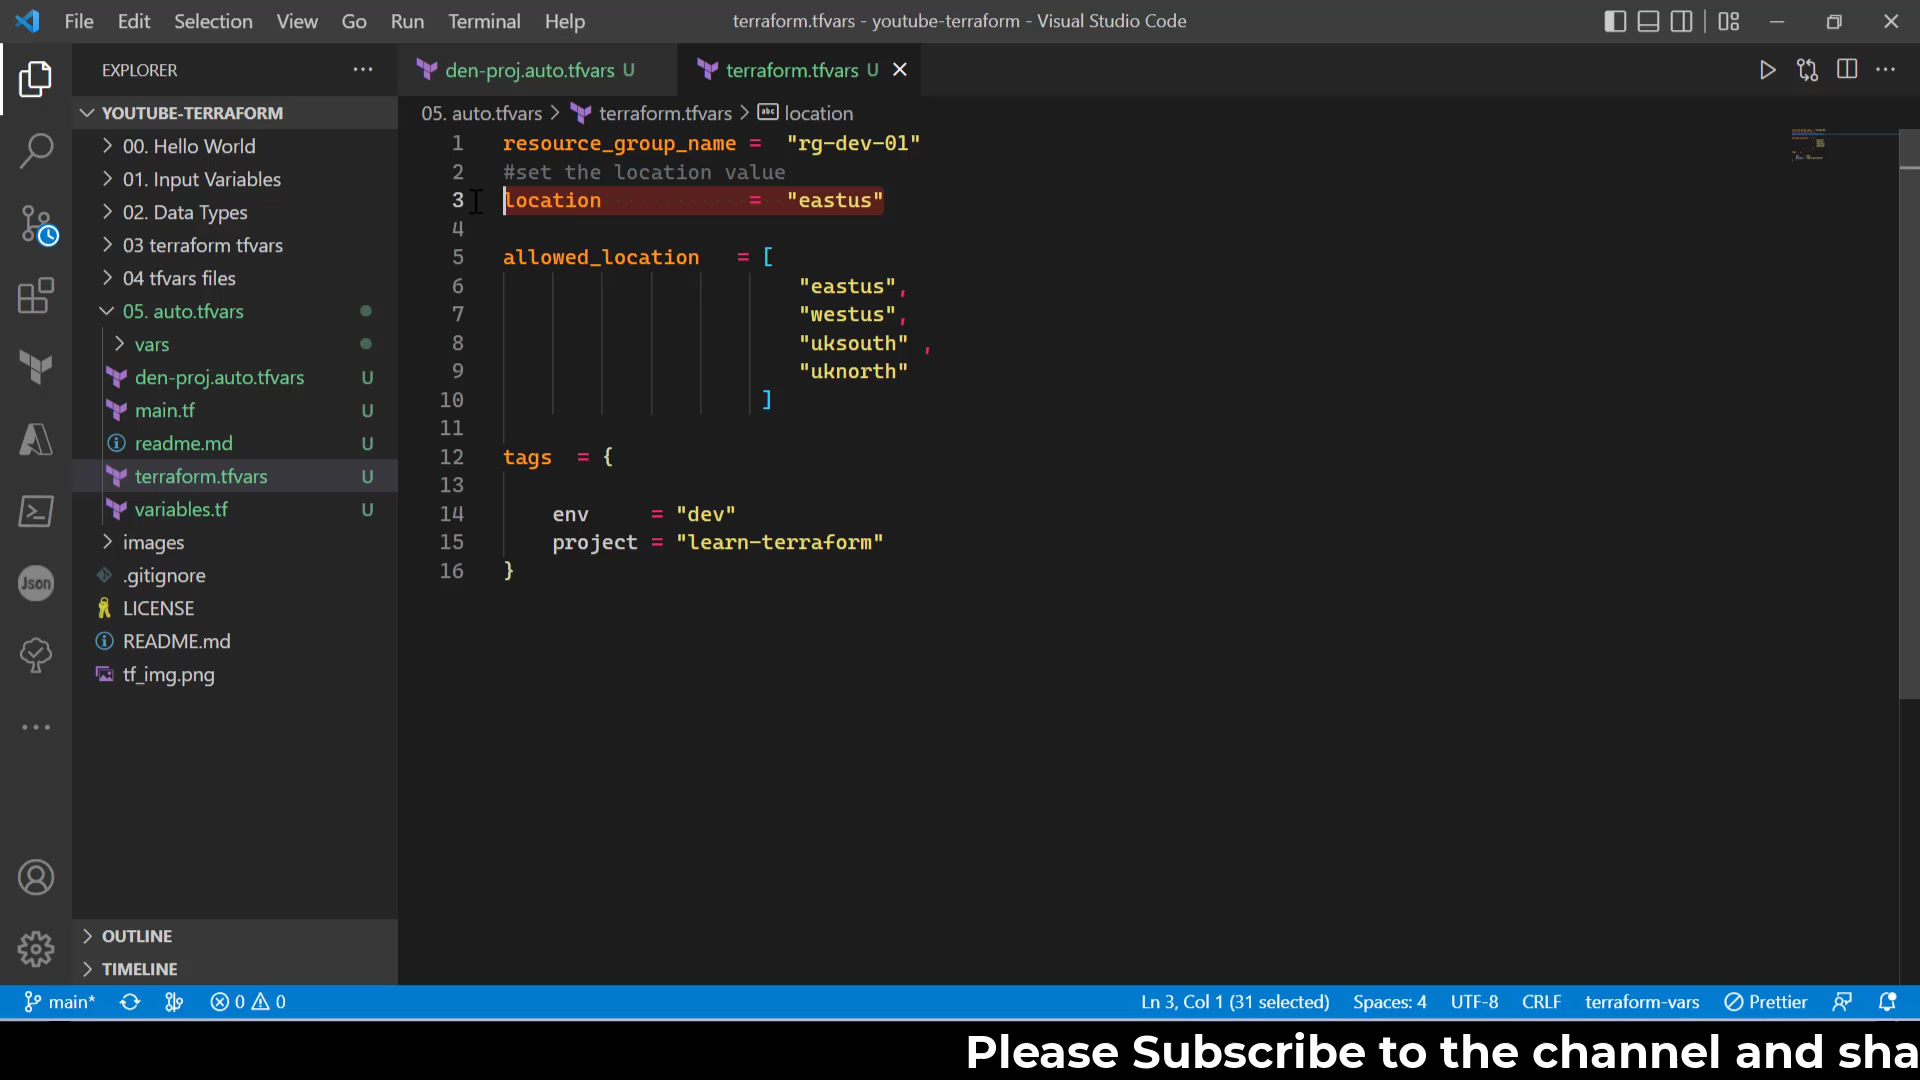 File Edit Selection View Go Run Terminal Help
terraform.tfvars - youtube-terraform - Visual Studio Code
EXPLORER
YOUTUBE-TERRAFORM
00. Hello World
01. Input Variables
02. Data Types
03 terraform tfvars
04 tfvars files
05. auto.tfvars
vars
den-proj.auto.tfvars U
main.tf U
readme.md U
terraform.tfvars U
variables.tf U
images
.gitignore
LICENSE
README.md
tf_img.png
OUTLINE
TIMELINE
Json
den-proj.auto.tfvars U
terraform.tfvars U
05. auto.tfvars > terraform.tfvars > abc location
1 resource_group_name = "rg-dev-01"
2 #set the location value
3 location = "eastus"
4
5 allowed_location = [
6 "eastus",
7 "westus",
8 "uksouth" ,
9 "uknorth"
10 ]
11
12 tags = {
13
14 env = "dev"
15 project = "learn-terraform"
16 }
main* 0 0
Ln 3, Col 1 (31 selected) Spaces: 4 UTF-8 CRLF terraform-vars Prettier
Please Subscribe to the channel and sha